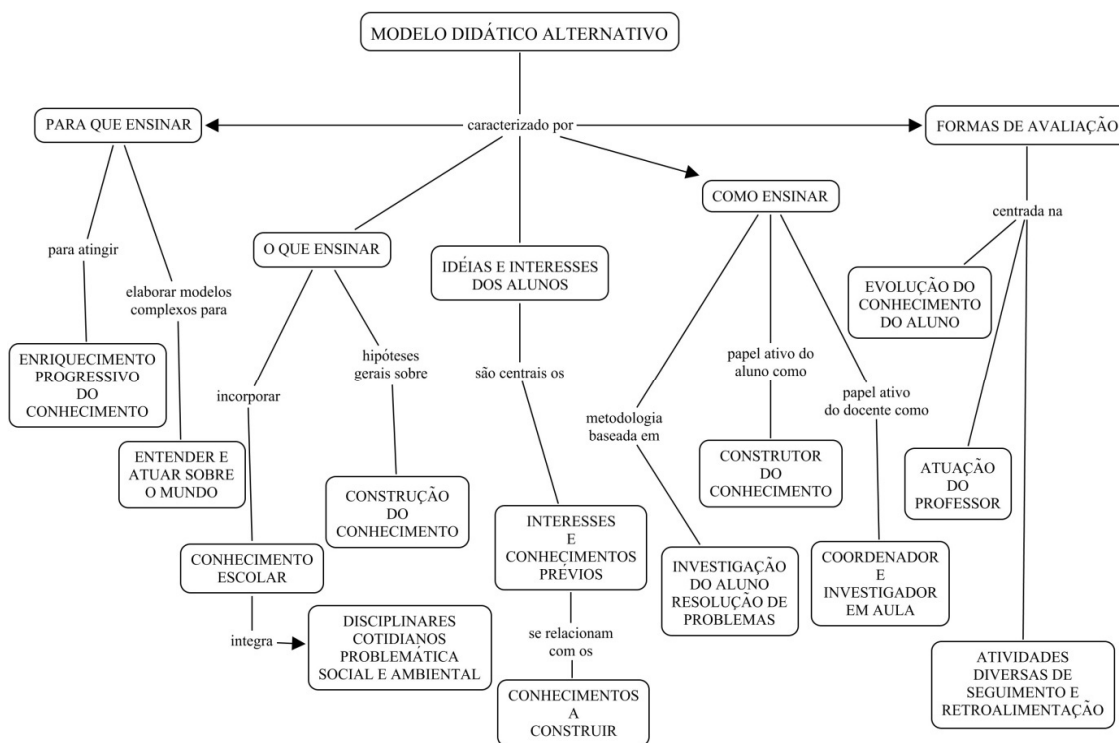 MODELO DIDÁTICO ALTERNATIVO
caracterizado por
PARA QUE ENSINAR
para atingir
ENRIQUECIMENTO
PROGRESSIVO
DO
CONHECIMENTO
elaborar modelos
complexos para
ENTENDER E
ATUAR SOBRE
O MUNDO
O QUE ENSINAR
incorporar
CONHECIMENTO
ESCOLAR
integra
DISCIPLINARES
COTIDIANOS
PROBLEMÁTICA
SOCIAL E AMBIENTAL
hipóteses
gerais sobre
CONSTRUÇÃO
DO
CONHECIMENTO
IDÉIAS E INTERESSES
DOS ALUNOS
são centrais os
INTERESSES
E
CONHECIMENTOS
PRÉVIOS
se relacionam
com os
CONHECIMENTOS
A
CONSTRUIR
COMO ENSINAR
metodologia
baseada em
INVESTIGAÇÃO
DO ALUNO
RESOLUÇÃO DE
PROBLEMAS
papel ativo do
aluno como
CONSTRUTOR
DO
CONHECIMENTO
papel ativo
do docente como
COORDENADOR
E
INVESTIGADOR
EM AULA
FORMAS DE AVALIAÇÃO
centrada na
EVOLUÇÃO DO
CONHECIMENTO
DO ALUNO
ATUAÇÃO
DO
PROFESSOR
ATIVIDADES
DIVERSAS DE
SEGUIMENTO E
RETROALIMENTAÇÃO